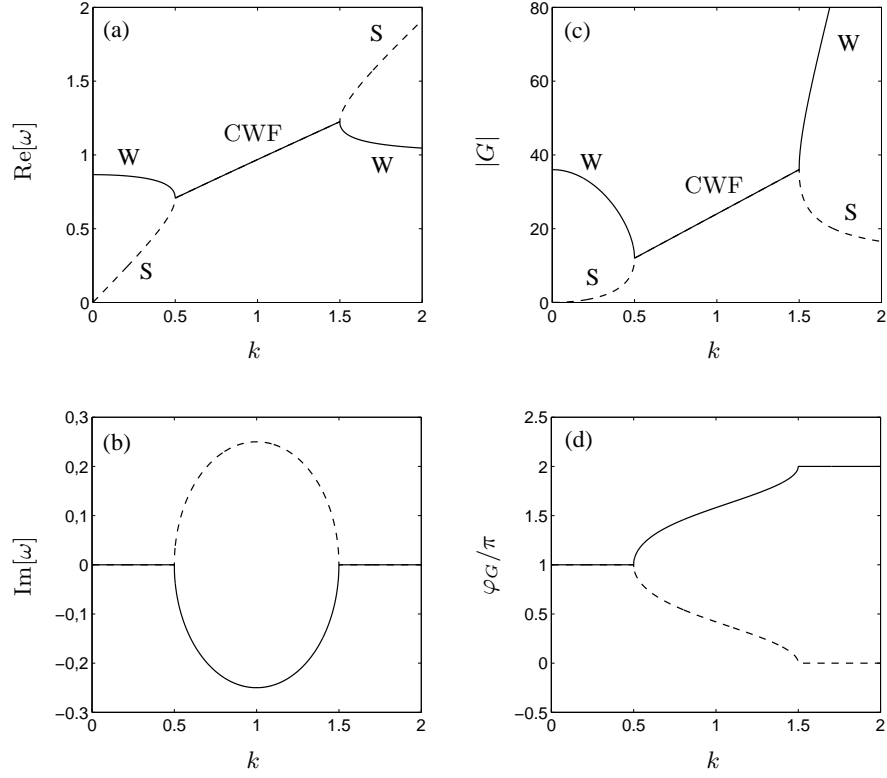 (a)
2
1.5
1
0.5
0
Re[ω]
S
CWF
W
W
S
0 0.5 1 1.5 2
k
(c)
80
60
40
20
0
|G|
W
W
CWF
S
S
0 0.5 1 1.5 2
k
(b)
0,3
0,2
0,1
0
−0,1
−0,2
−0.3
Im[ω]
0 0.5 1 1.5 2
k
(d)
2.5
2
1.5
1
0.5
0
−0.5
φG/π
0 0.5 1 1.5 2
k